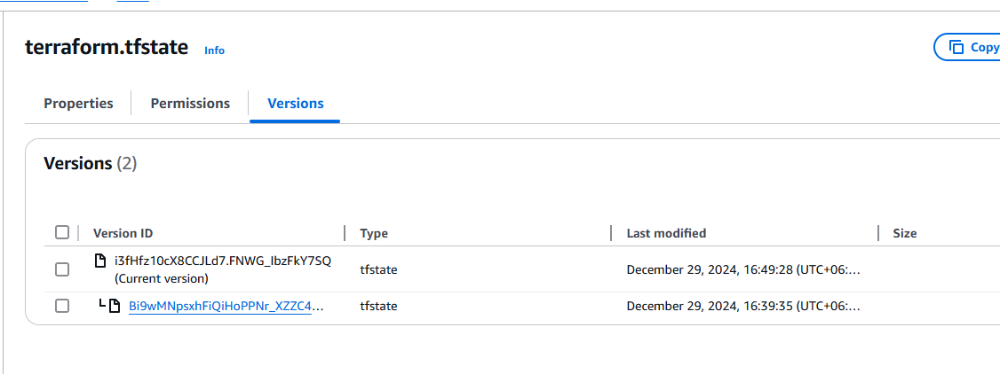 terraform.tfstate Info
Copy
Properties Permissions Versions
Versions (2)
Version ID Type Last modified Size
i3fHfz10cX8CCJLd7.FNWG_IbzFkY7SQ tfstate December 29, 2024, 16:49:28 (UTC+06:...
(Current version)
Bi9wMNpsxhFiQiHoPPNr_XZZC4... tfstate December 29, 2024, 16:39:35 (UTC+06:...